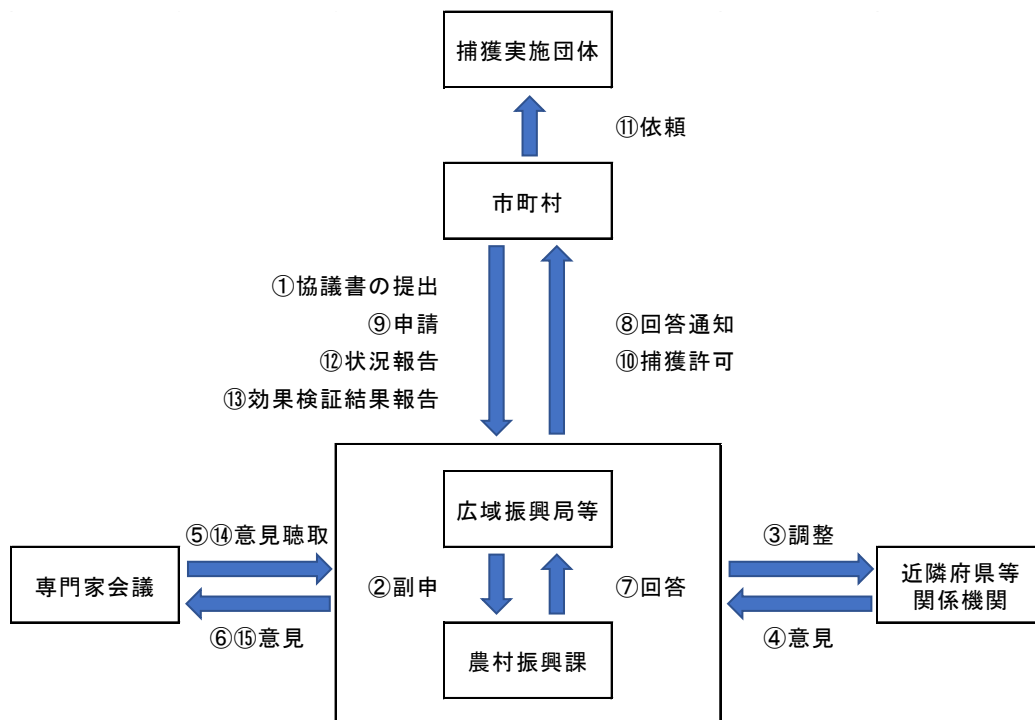 捕獲実施団体
⑪依頼
市町村
①協議書の提出
⑨申請
⑫状況報告
⑬効果検証結果報告
⑧回答通知
⑩捕獲許可
広域振興局等
⑤⑭意見聴取
③調整
専門家会議
②副申
⑦回答
近隣府県等
関係機関
⑥⑮意見
④意見
農村振興課